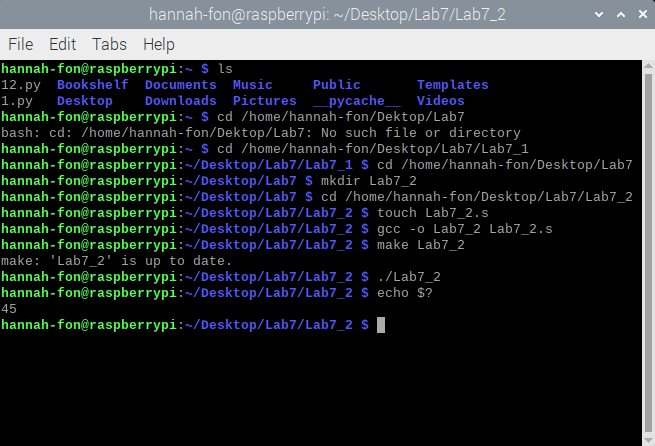 hannah-fon@raspberrypi: ~/Desktop/Lab7/Lab7_2
File Edit Tabs Help
hannah-fon@raspberrypi:~ $ ls
12.py  Bookshelf  Documents  Music     Public       Templates
1.py   Desktop    Downloads  Pictures  __pycache__  Videos
hannah-fon@raspberrypi:~ $ cd /home/hannah-fon/Dektop/Lab7
bash: cd: /home/hannah-fon/Dektop/Lab7: No such file or directory
hannah-fon@raspberrypi:~ $ cd /home/hannah-fon/Desktop/Lab7/Lab7_1
hannah-fon@raspberrypi:~/Desktop/Lab7/Lab7_1 $ cd /home/hannah-fon/Desktop/Lab7
hannah-fon@raspberrypi:~/Desktop/Lab7 $ mkdir Lab7_2
hannah-fon@raspberrypi:~/Desktop/Lab7 $ cd /home/hannah-fon/Desktop/Lab7/Lab7_2
hannah-fon@raspberrypi:~/Desktop/Lab7/Lab7_2 $ touch Lab7_2.s
hannah-fon@raspberrypi:~/Desktop/Lab7/Lab7_2 $ gcc -o Lab7_2 Lab7_2.s
hannah-fon@raspberrypi:~/Desktop/Lab7/Lab7_2 $ make Lab7_2
make: 'Lab7_2' is up to date.
hannah-fon@raspberrypi:~/Desktop/Lab7/Lab7_2 $ ./Lab7_2
hannah-fon@raspberrypi:~/Desktop/Lab7/Lab7_2 $ echo $?
45
hannah-fon@raspberrypi:~/Desktop/Lab7/Lab7_2 $